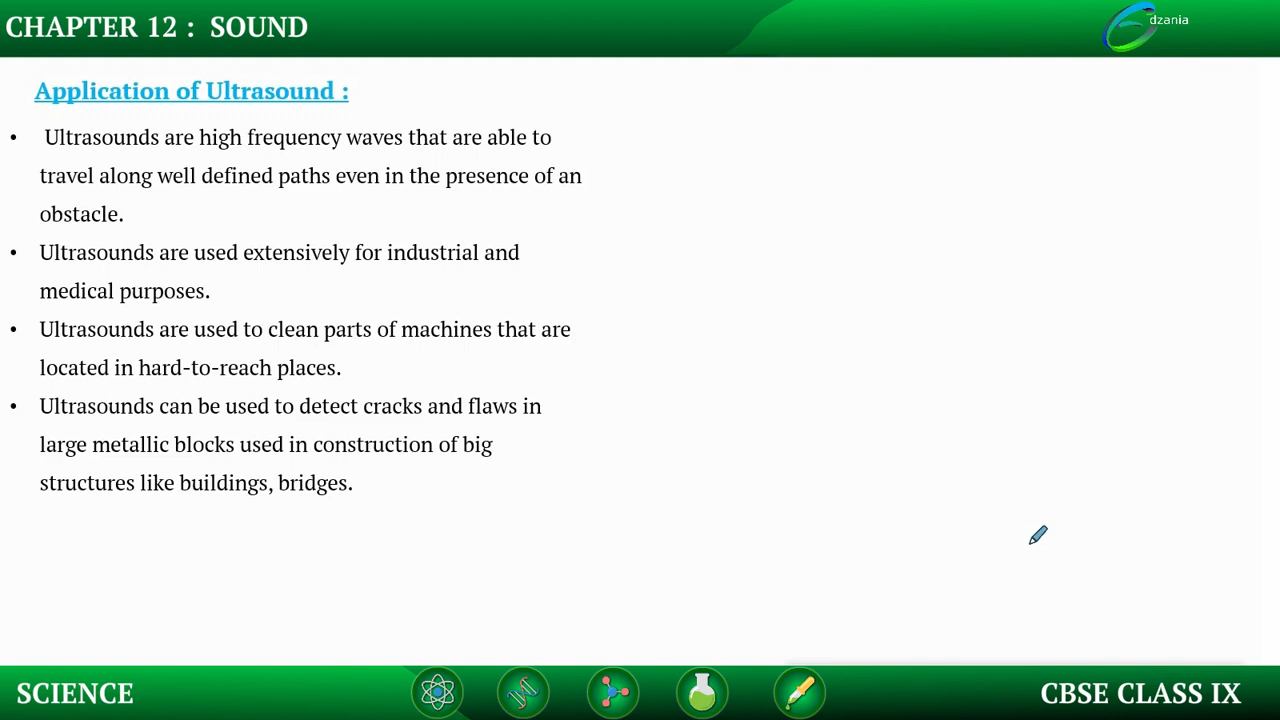 CHAPTER 12 : SOUND
dzania
Application of Ultrasound :
• Ultrasounds are high frequency waves that are able to
travel along well defined paths even in the presence of an
obstacle.
• Ultrasounds are used extensively for industrial and
medical purposes.
• Ultrasounds are used to clean parts of machines that are
located in hard-to-reach places.
• Ultrasounds can be used to detect cracks and flaws in
large metallic blocks used in construction of big
structures like buildings, bridges.
SCIENCE
CBSE CLASS IX